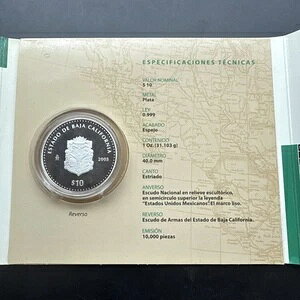 ESPECIFICACIONES TÉCNICAS
VALOR NOMINAL
$ 10
METAL
Plata
LEY
0.999
ACABADO
Espejo
CONTENIDO
1 Oz. (31.103 g)
DIÁMETRO
40.0 mm
CANTO
Estriado
ANVERSO
Escudo Nacional en relieve escultórico,
en semicírculo superior la leyenda
"Estados Unidos Mexicanos". El marco liso.
REVERSO
Escudo de Armas del Estado de Baja California.
EMISIÓN
10,000 piezas
ESTADO DE BAJA CALIFORNIA
2005
$10
Reverso